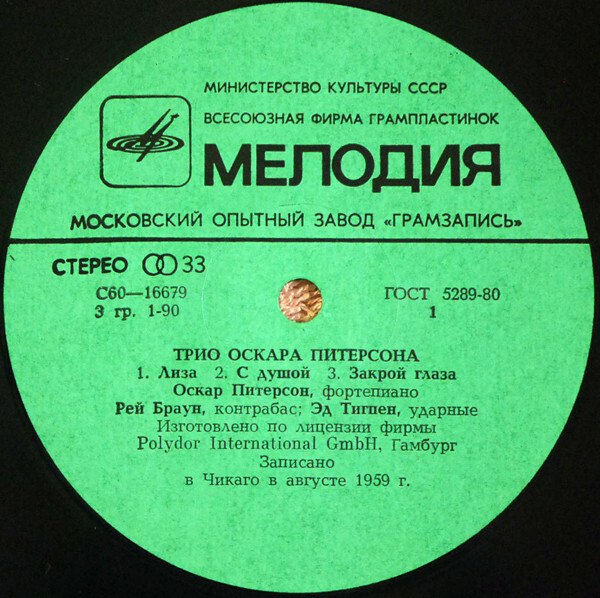 МИНИСТЕРСТВО КУЛЬТУРЫ СССР
ВСЕСОЮЗНАЯ ФИРМА ГРАМПЛАСТИНОК
МЕЛОДИЯ
МОСКОВСКИЙ ОПЫТНЫЙ ЗАВОД «ГРАМЗАПИСЬ»
СТЕРЕО 33
С60—16679 ГОСТ 5289-80
3 гр. 1-90 1
ТРИО ОСКАРА ПИТЕРСОНА
1. Лиза 2. С душой 3. Закрой глаза
Оскар Питерсон, фортепиано
Рей Браун, контрабас; Эд Тигпен, ударные
Изготовлено по лицензии фирмы
Polydor International GmbH, Гамбург
Записано
в Чикаго в августе 1959 г.